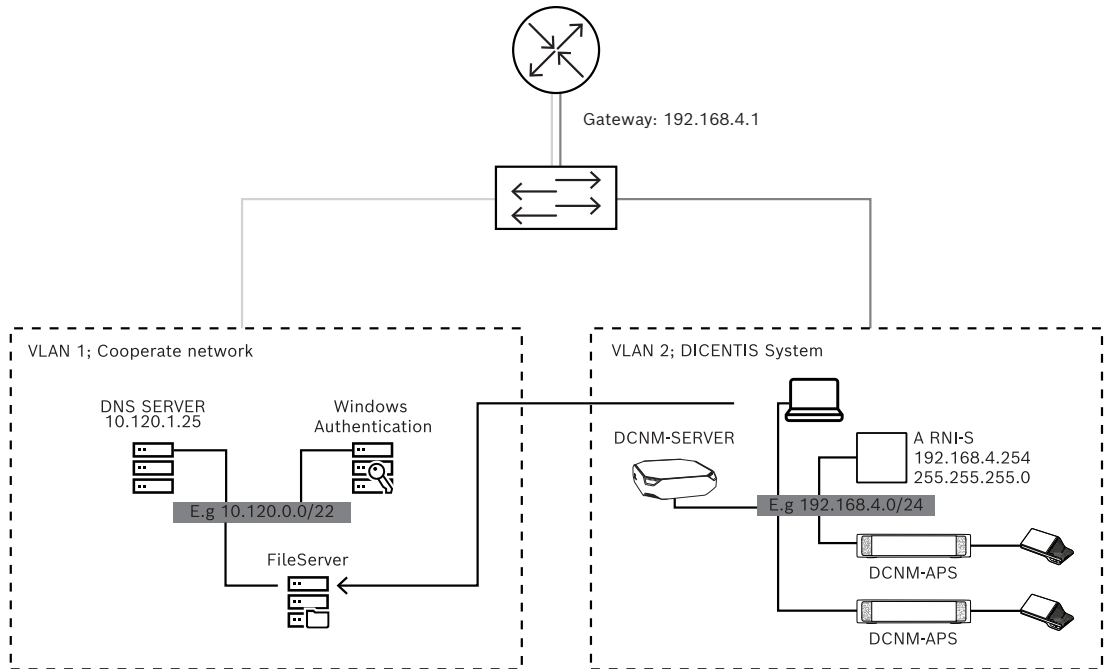 Gateway: 192.168.4.1
VLAN 1; Cooperate network
DNS SERVER
10.120.1.25
Windows
Authentication
E.g 10.120.0.0/22
FileServer
VLAN 2; DICENTIS System
DCNM-SERVER
A RNI-S
192.168.4.254
255.255.255.0
E.g 192.168.4.0/24
DCNM-APS
DCNM-APS